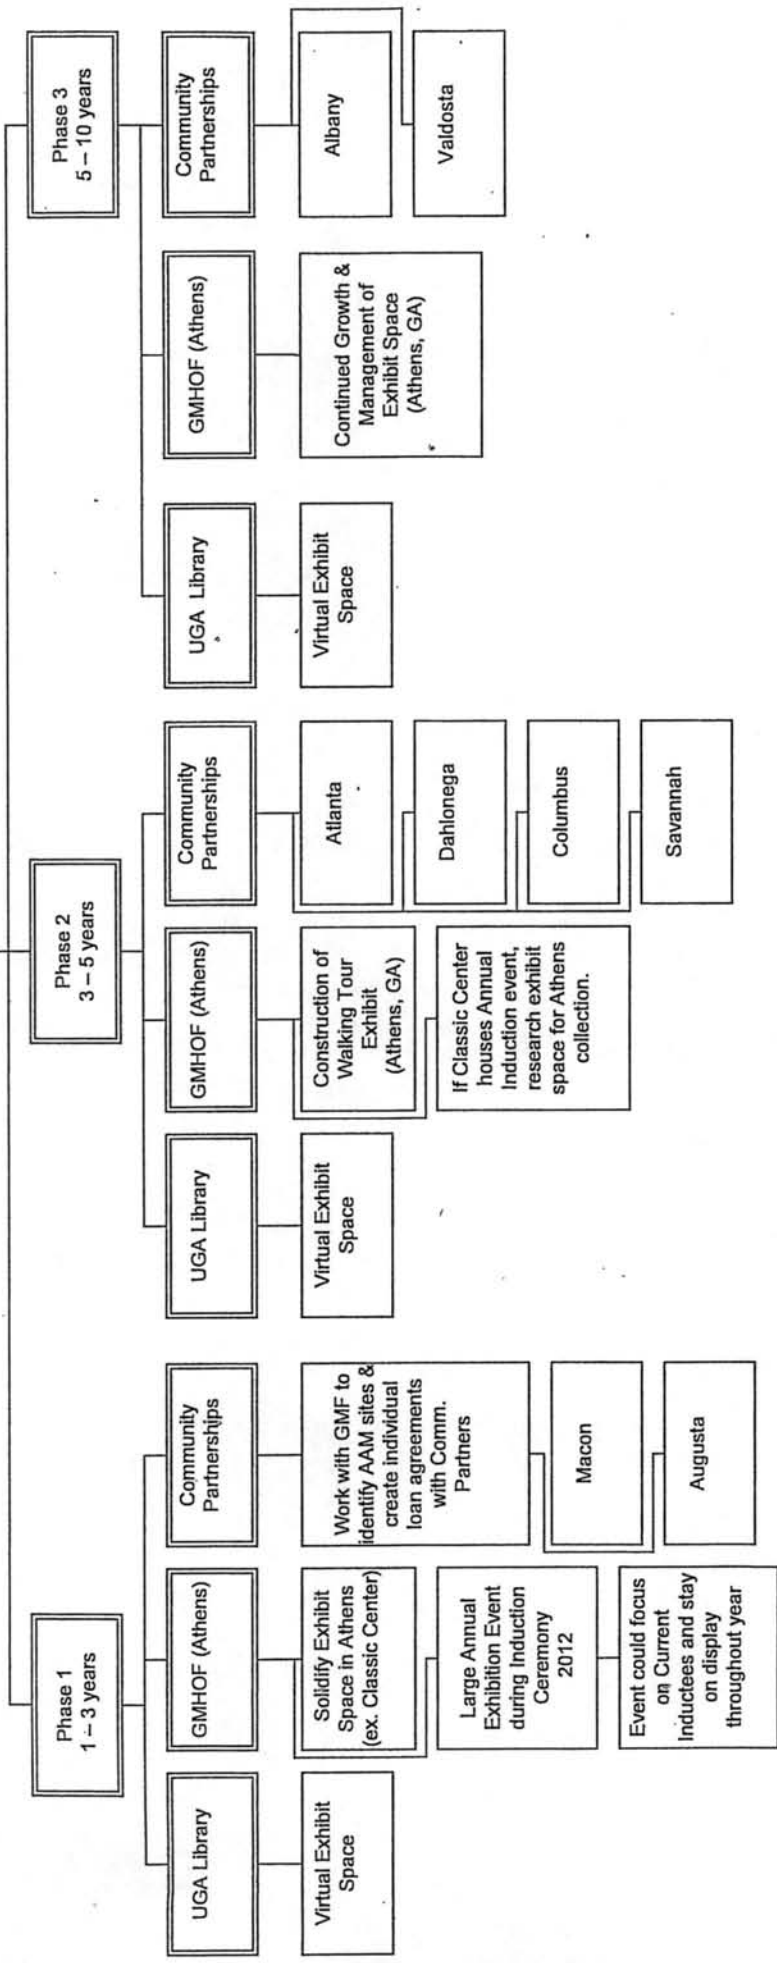 Phase 1
1 – 3 years
UGA Library
Virtual Exhibit
Space
GMHOF (Athens)
Solidify Exhibit
Space in Athens
(ex. Classic Center)
Large Annual
Exhibition Event
during Induction
Ceremony
2012
Event could focus
on Current
Inductees and stay
on display
throughout year
Community
Partnerships
Work with GMF to
identify AAM sites &
create individual
loan agreements
with Comm.
Partners
Macon
Augusta
Phase 2
3 – 5 years
UGA Library
Virtual Exhibit
Space
GMHOF (Athens)
Construction of
Walking Tour
Exhibit
(Athens, GA)
If Classic Center
houses Annual
Induction event,
research exhibit
space for Athens
collection.
Community
Partnerships
Atlanta
Dahlonega
Columbus
Savannah
Phase 3
5 – 10 years
UGA Library
Virtual Exhibit
Space
GMHOF (Athens)
Continued Growth &
Management of
Exhibit Space
(Athens, GA)
Community
Partnerships
Albany
Valdosta